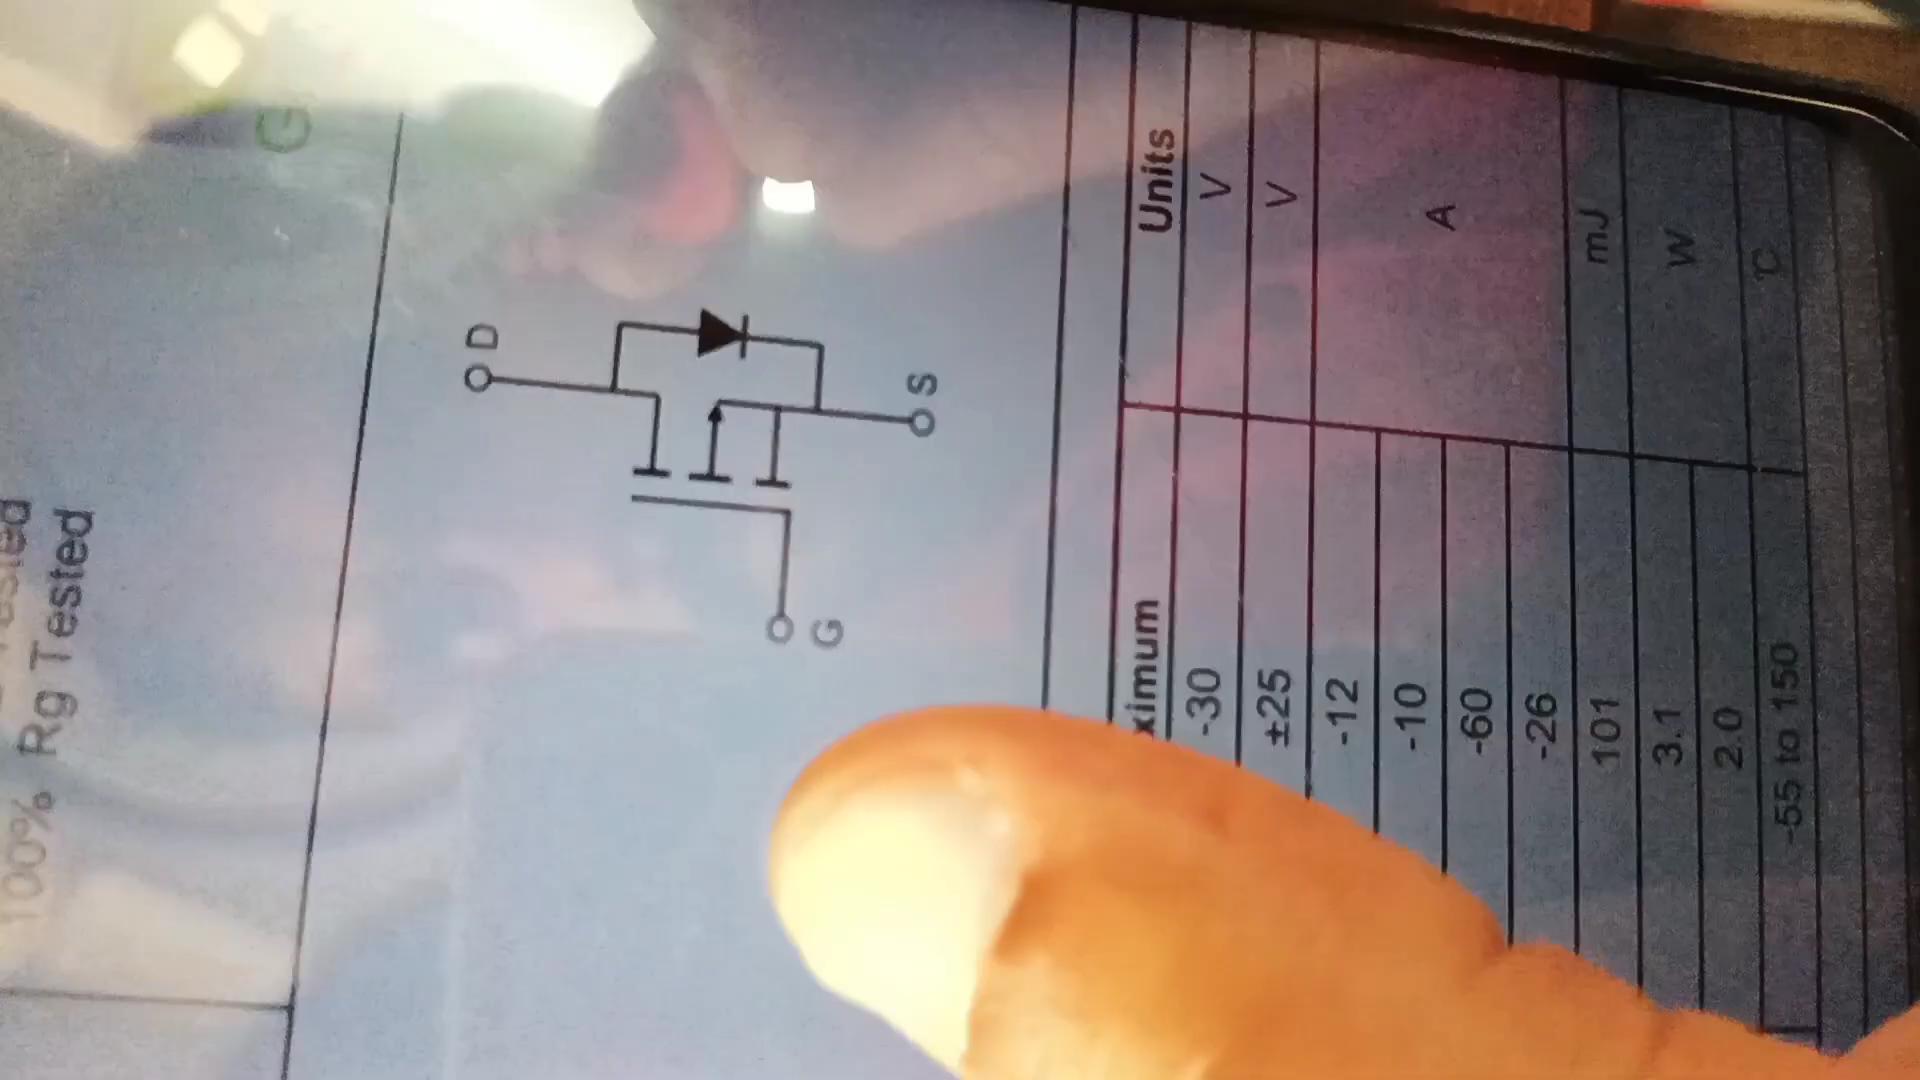 100% Rg Tested
G
D
S
G
ximum Units
-30 V
±25 V
-12
-10 A
-60
-26
101 mJ
3.1 W
2.0
-55 to 150 °C